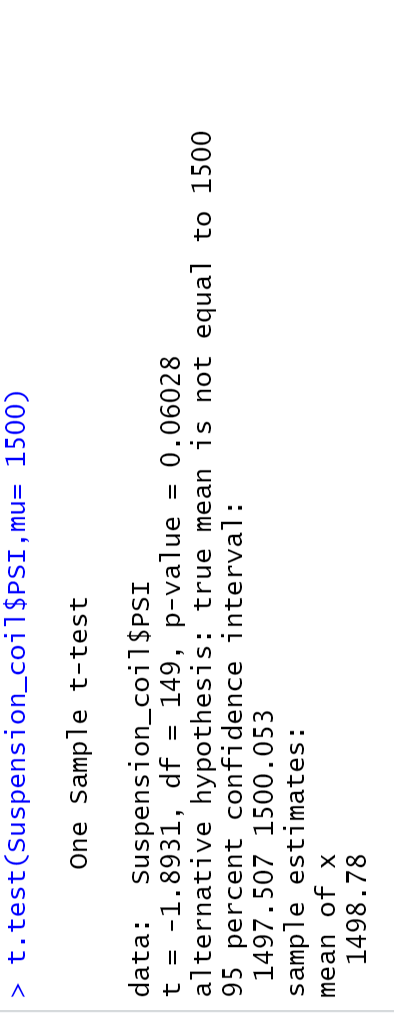 > t.test(Suspension_coil$PSI,mu= 1500)
One Sample t-test
data:  Suspension_coil$PSI
t = -1.8931, df = 149, p-value = 0.06028
alternative hypothesis: true mean is not equal to 1500
95 percent confidence interval:
1497.507 1500.053
sample estimates:
mean of x
1498.78